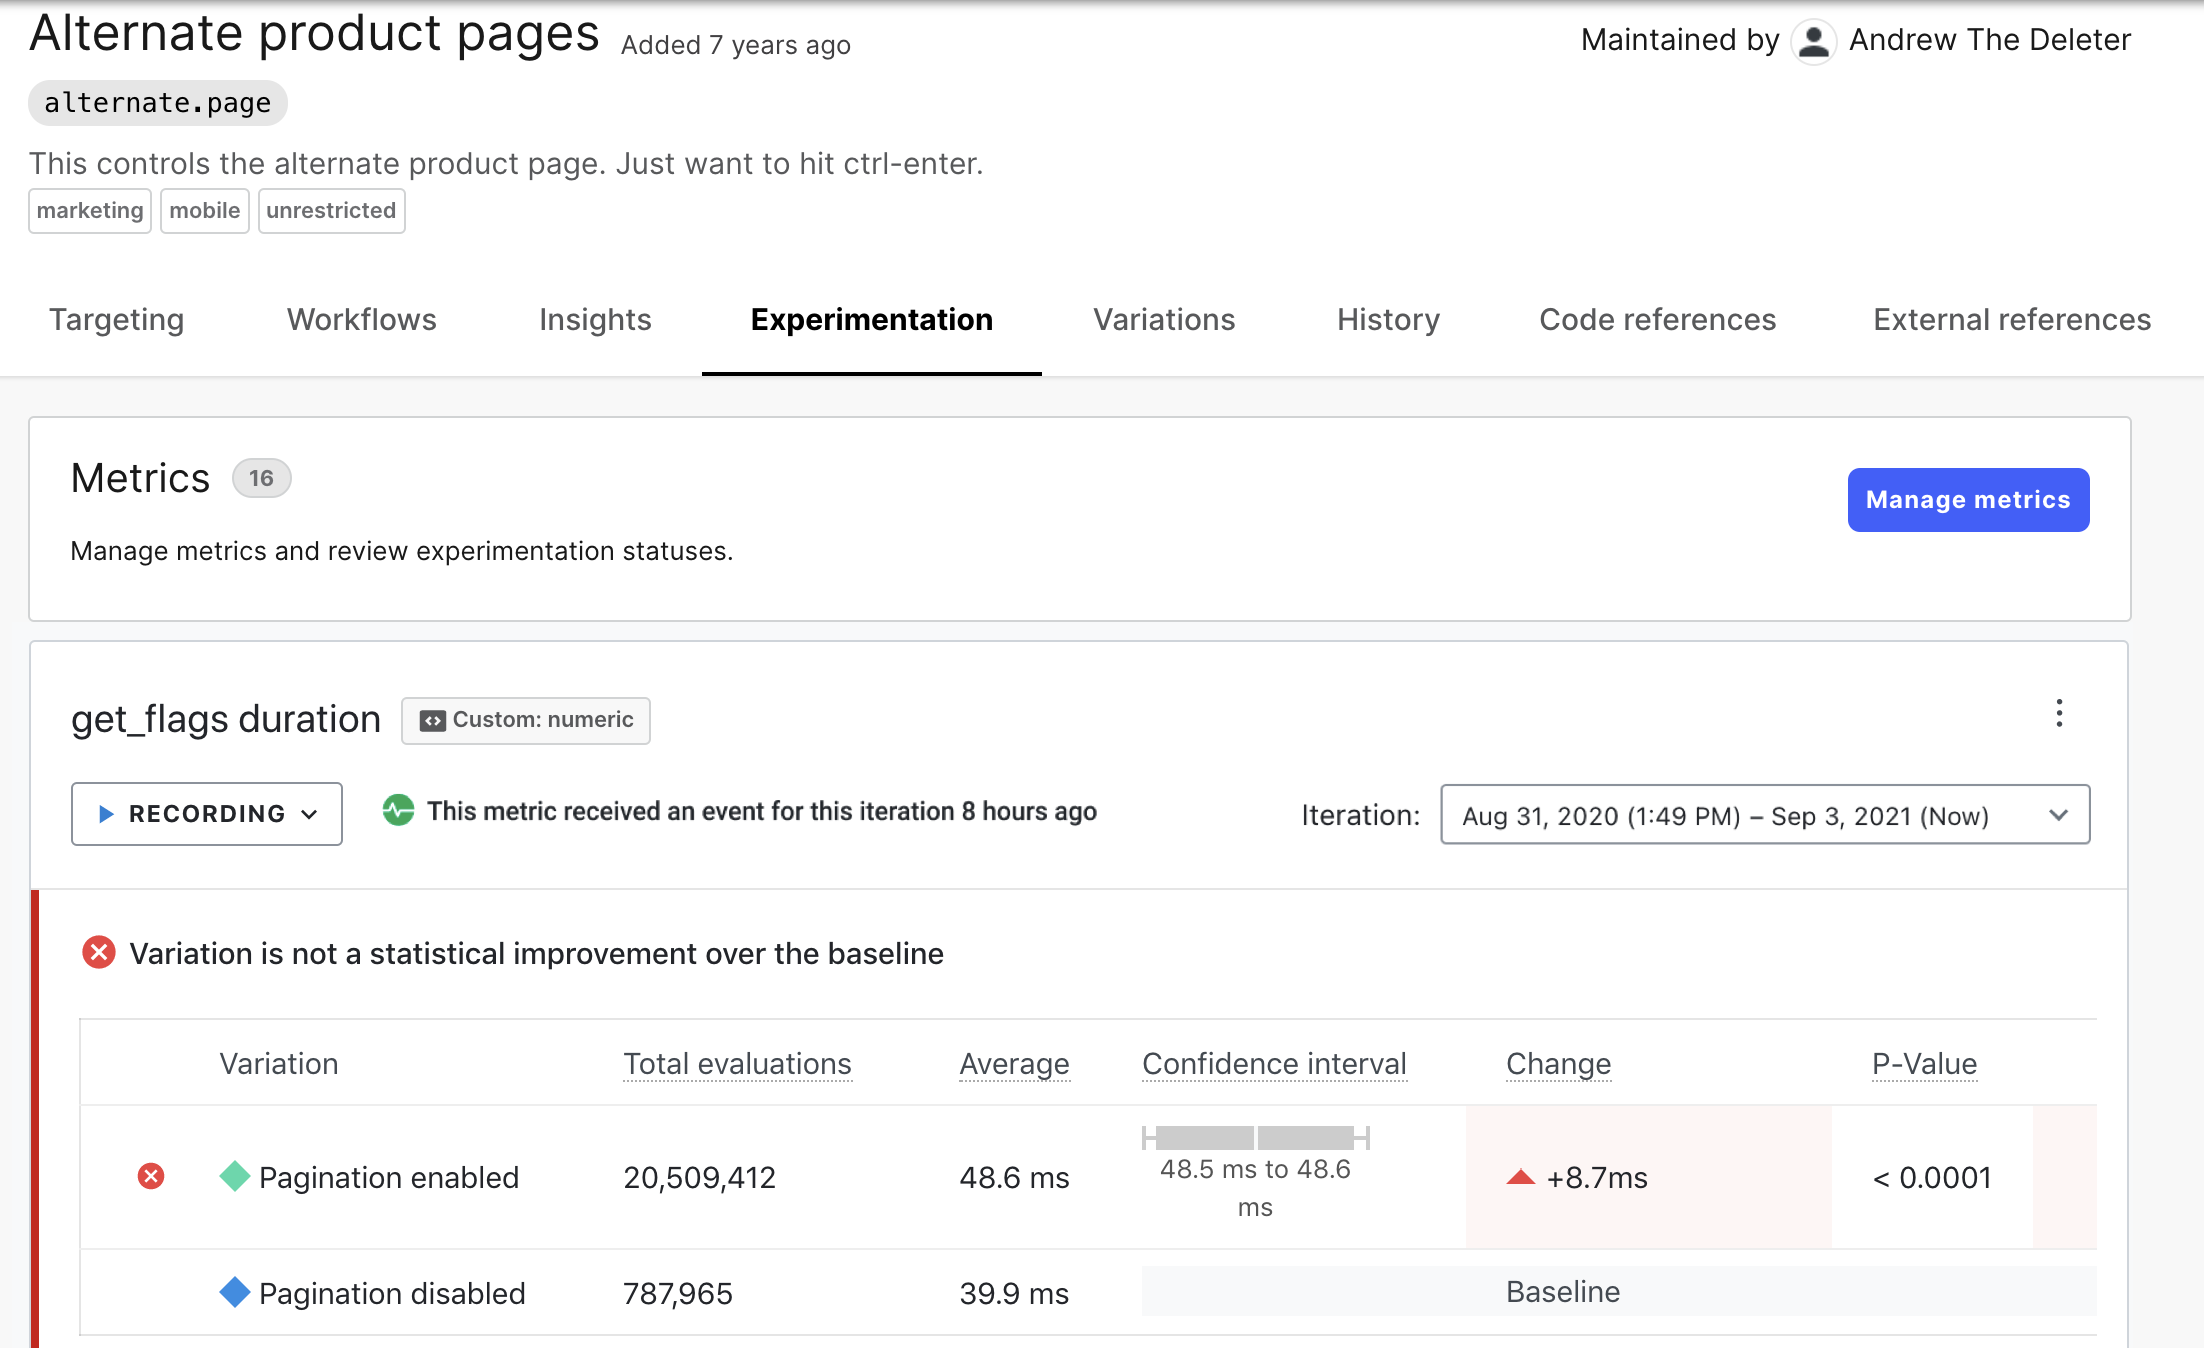 Alternate product pages Added 7 years ago Maintained by Andrew The Deleter
alternate.page
This controls the alternate product page. Just want to hit ctrl-enter.
marketing mobile unrestricted
Targeting Workflows Insights Experimentation Variations History Code references External references
Metrics 16
Manage metrics
Manage metrics and review experimentation statuses.
get_flags duration Custom: numeric
RECORDING This metric received an event for this iteration 8 hours ago Iteration: Aug 31, 2020 (1:49 PM) – Sep 3, 2021 (Now)
Variation is not a statistical improvement over the baseline
Variation Total evaluations Average Confidence interval Change P-Value
Pagination enabled 20,509,412 48.6 ms 48.5 ms to 48.6 ms +8.7ms < 0.0001
Pagination disabled 787,965 39.9 ms Baseline